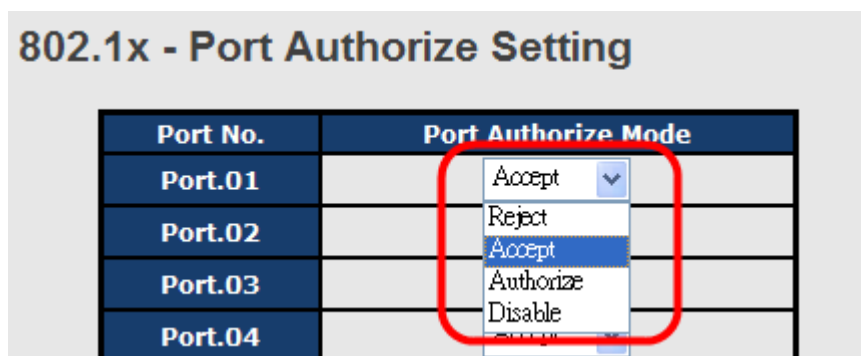 802.1x - Port Authorize Setting
Port No. Port Authorize Mode
Port.01 Accept
Reject
Port.02
Accept
Port.03 Authorize
Disable
Port.04